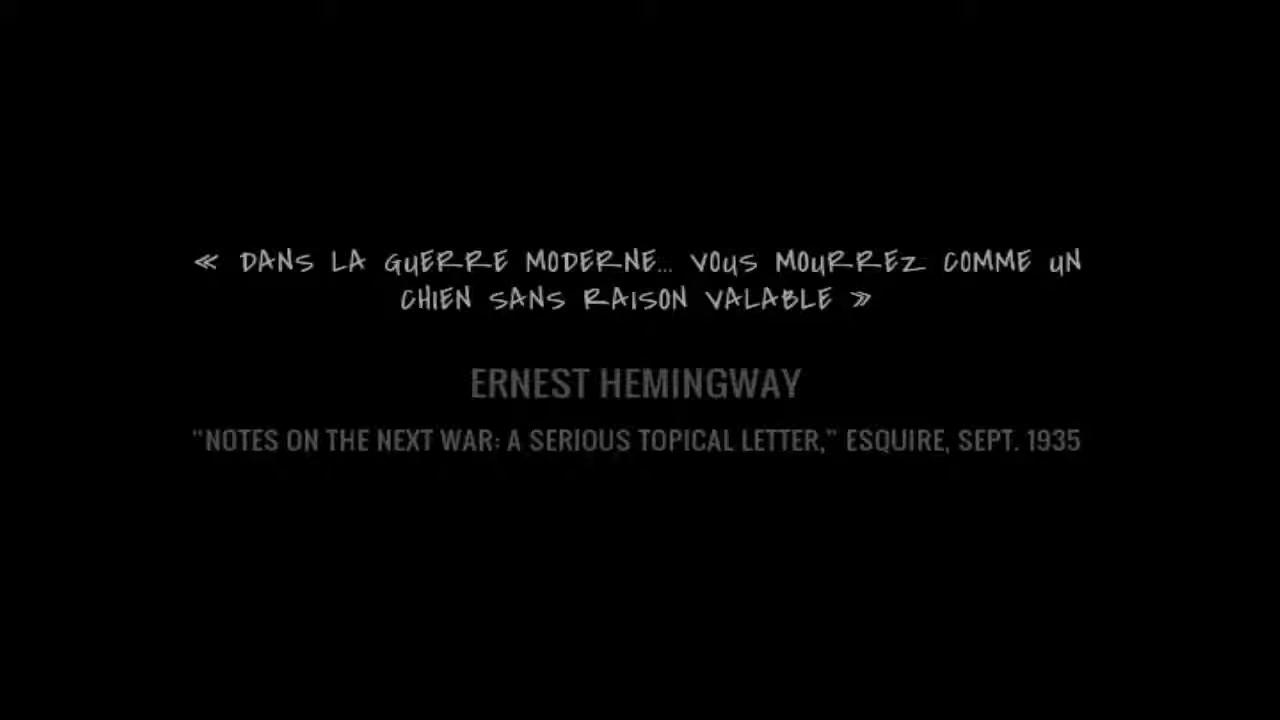 « DANS LA GUERRE MODERNE... VOUS MOURREZ COMME UN
CHIEN SANS RAISON VALABLE »
ERNEST HEMINGWAY
"NOTES ON THE NEXT WAR: A SERIOUS TOPICAL LETTER," ESQUIRE, SEPT. 1935